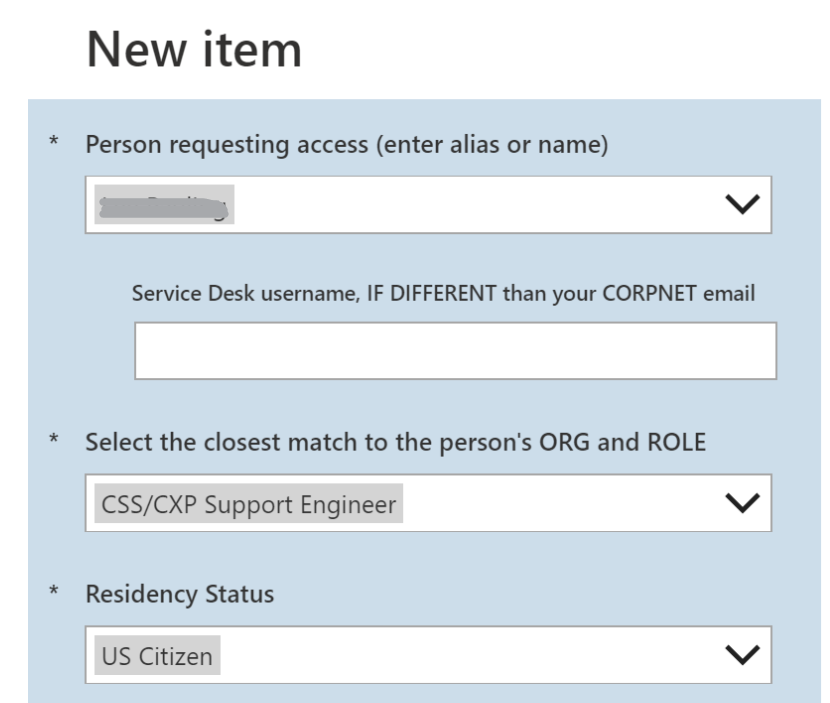 New item
* Person requesting access (enter alias or name)
Service Desk username, IF DIFFERENT than your CORPNET email
* Select the closest match to the person's ORG and ROLE
CSS/CXP Support Engineer
* Residency Status
US Citizen